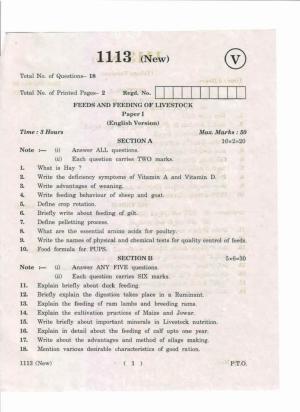 1113 (New)
V
Total No. of Questions- 18
Total No. of Printed Pages- 2 Regd. No.
FEEDS AND FEEDING OF LIVESTOCK
Paper I
(English Version)
Time : 3 Hours Max. Marks : 50
SECTION A 10×2=20
Note :— (i) Answer ALL questions.
(ii) Each question carries TWO marks.
1. What is Hay ?
2. Write the deficiency symptoms of Vitamin A and Vitamin D.
3. Write advantages of weaning.
4. Write feeding behaviour of sheep and goat.
5. Define crop rotation.
6. Briefly write about feeding of gilt.
7. Define pelleting process.
8. What are the essential amino acids for poultry.
9. Write the names of physical and chemical tests for quality control of feeds.
10. Food formula for PUPS.
SECTION B 5×6=30
Note :— (i) Answer ANY FIVE questions.
(ii) Each question carries SIX marks.
11. Explain briefly about duck feeding.
12. Briefly explain the digestion takes place in a Ruminant.
13. Explain the feeding of ram lambs and breeding rams.
14. Explain the cultivation practices of Maize and Jowar.
15. Write briefly about important minerals in Livestock nutrition.
16. Explain in detail about the feeding of calf upto one year.
17. Write about the advantages and method of silage making.
18. Mention various desirable characteristics of good ration.
1113 (New) ( 1 ) P.T.O.